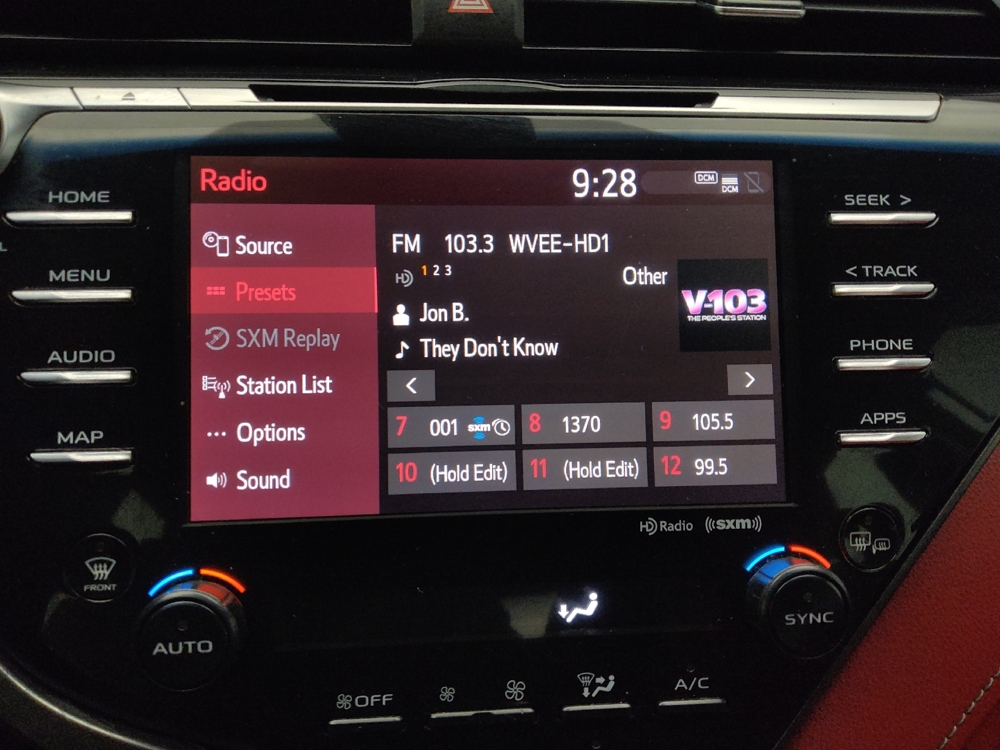 Radio
9:28
DCM
DCM
HOME
MENU
AUDIO
MAP
Source
Presets
SXM Replay
Station List
Options
Sound
FM 103.3 WVEE-HD1
HD 1 2 3
Other
Jon B.
They Don't Know
V-103
THE PEOPLE'S STATION
<
>
7 001 sxm
8 1370
9 105.5
10 (Hold Edit)
11 (Hold Edit)
12 99.5
HD Radio ((sxm))
SEEK >
< TRACK
PHONE
APPS
FRONT
AUTO
SYNC
OFF
A/C